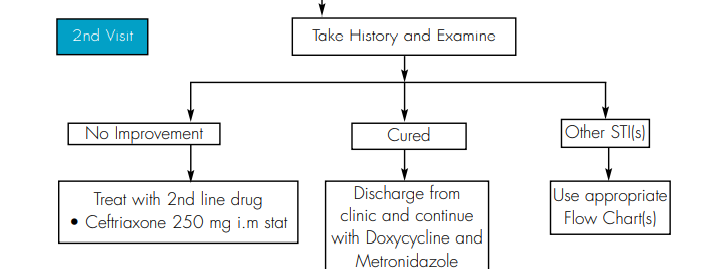 2nd Visit
Take History and Examine
No Improvement
Cured
Other STI(s)
Treat with 2nd line drug
• Ceftriaxone 250 mg i.m stat
Discharge from
clinic and continue
with Doxycycline and
Metronidazole
Use appropriate
Flow Chart(s)